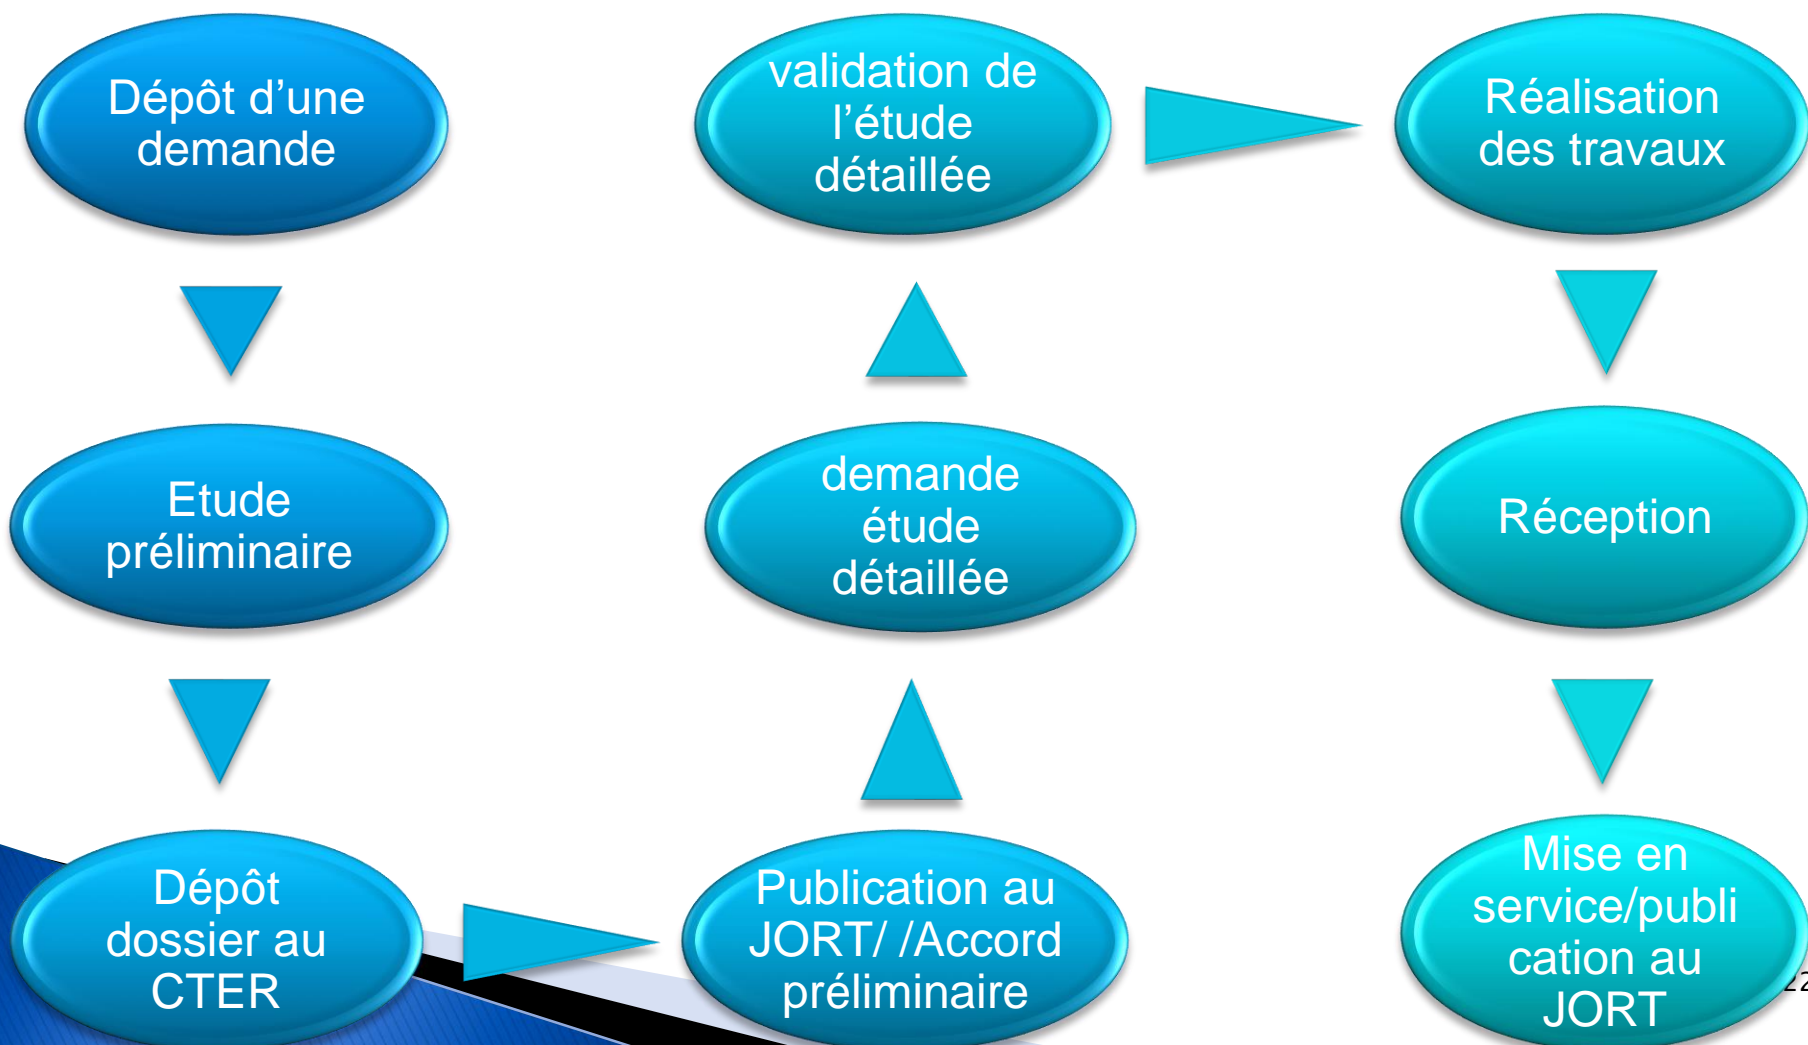 Dépôt d’une
demande
Etude
préliminaire
Dépôt
dossier au
CTER
Publication au
JORT/ /Accord
préliminaire
demande
étude
détaillée
validation de
l’étude
détaillée
Réalisation
des travaux
Réception
Mise en
service/publi
cation au
JORT
22